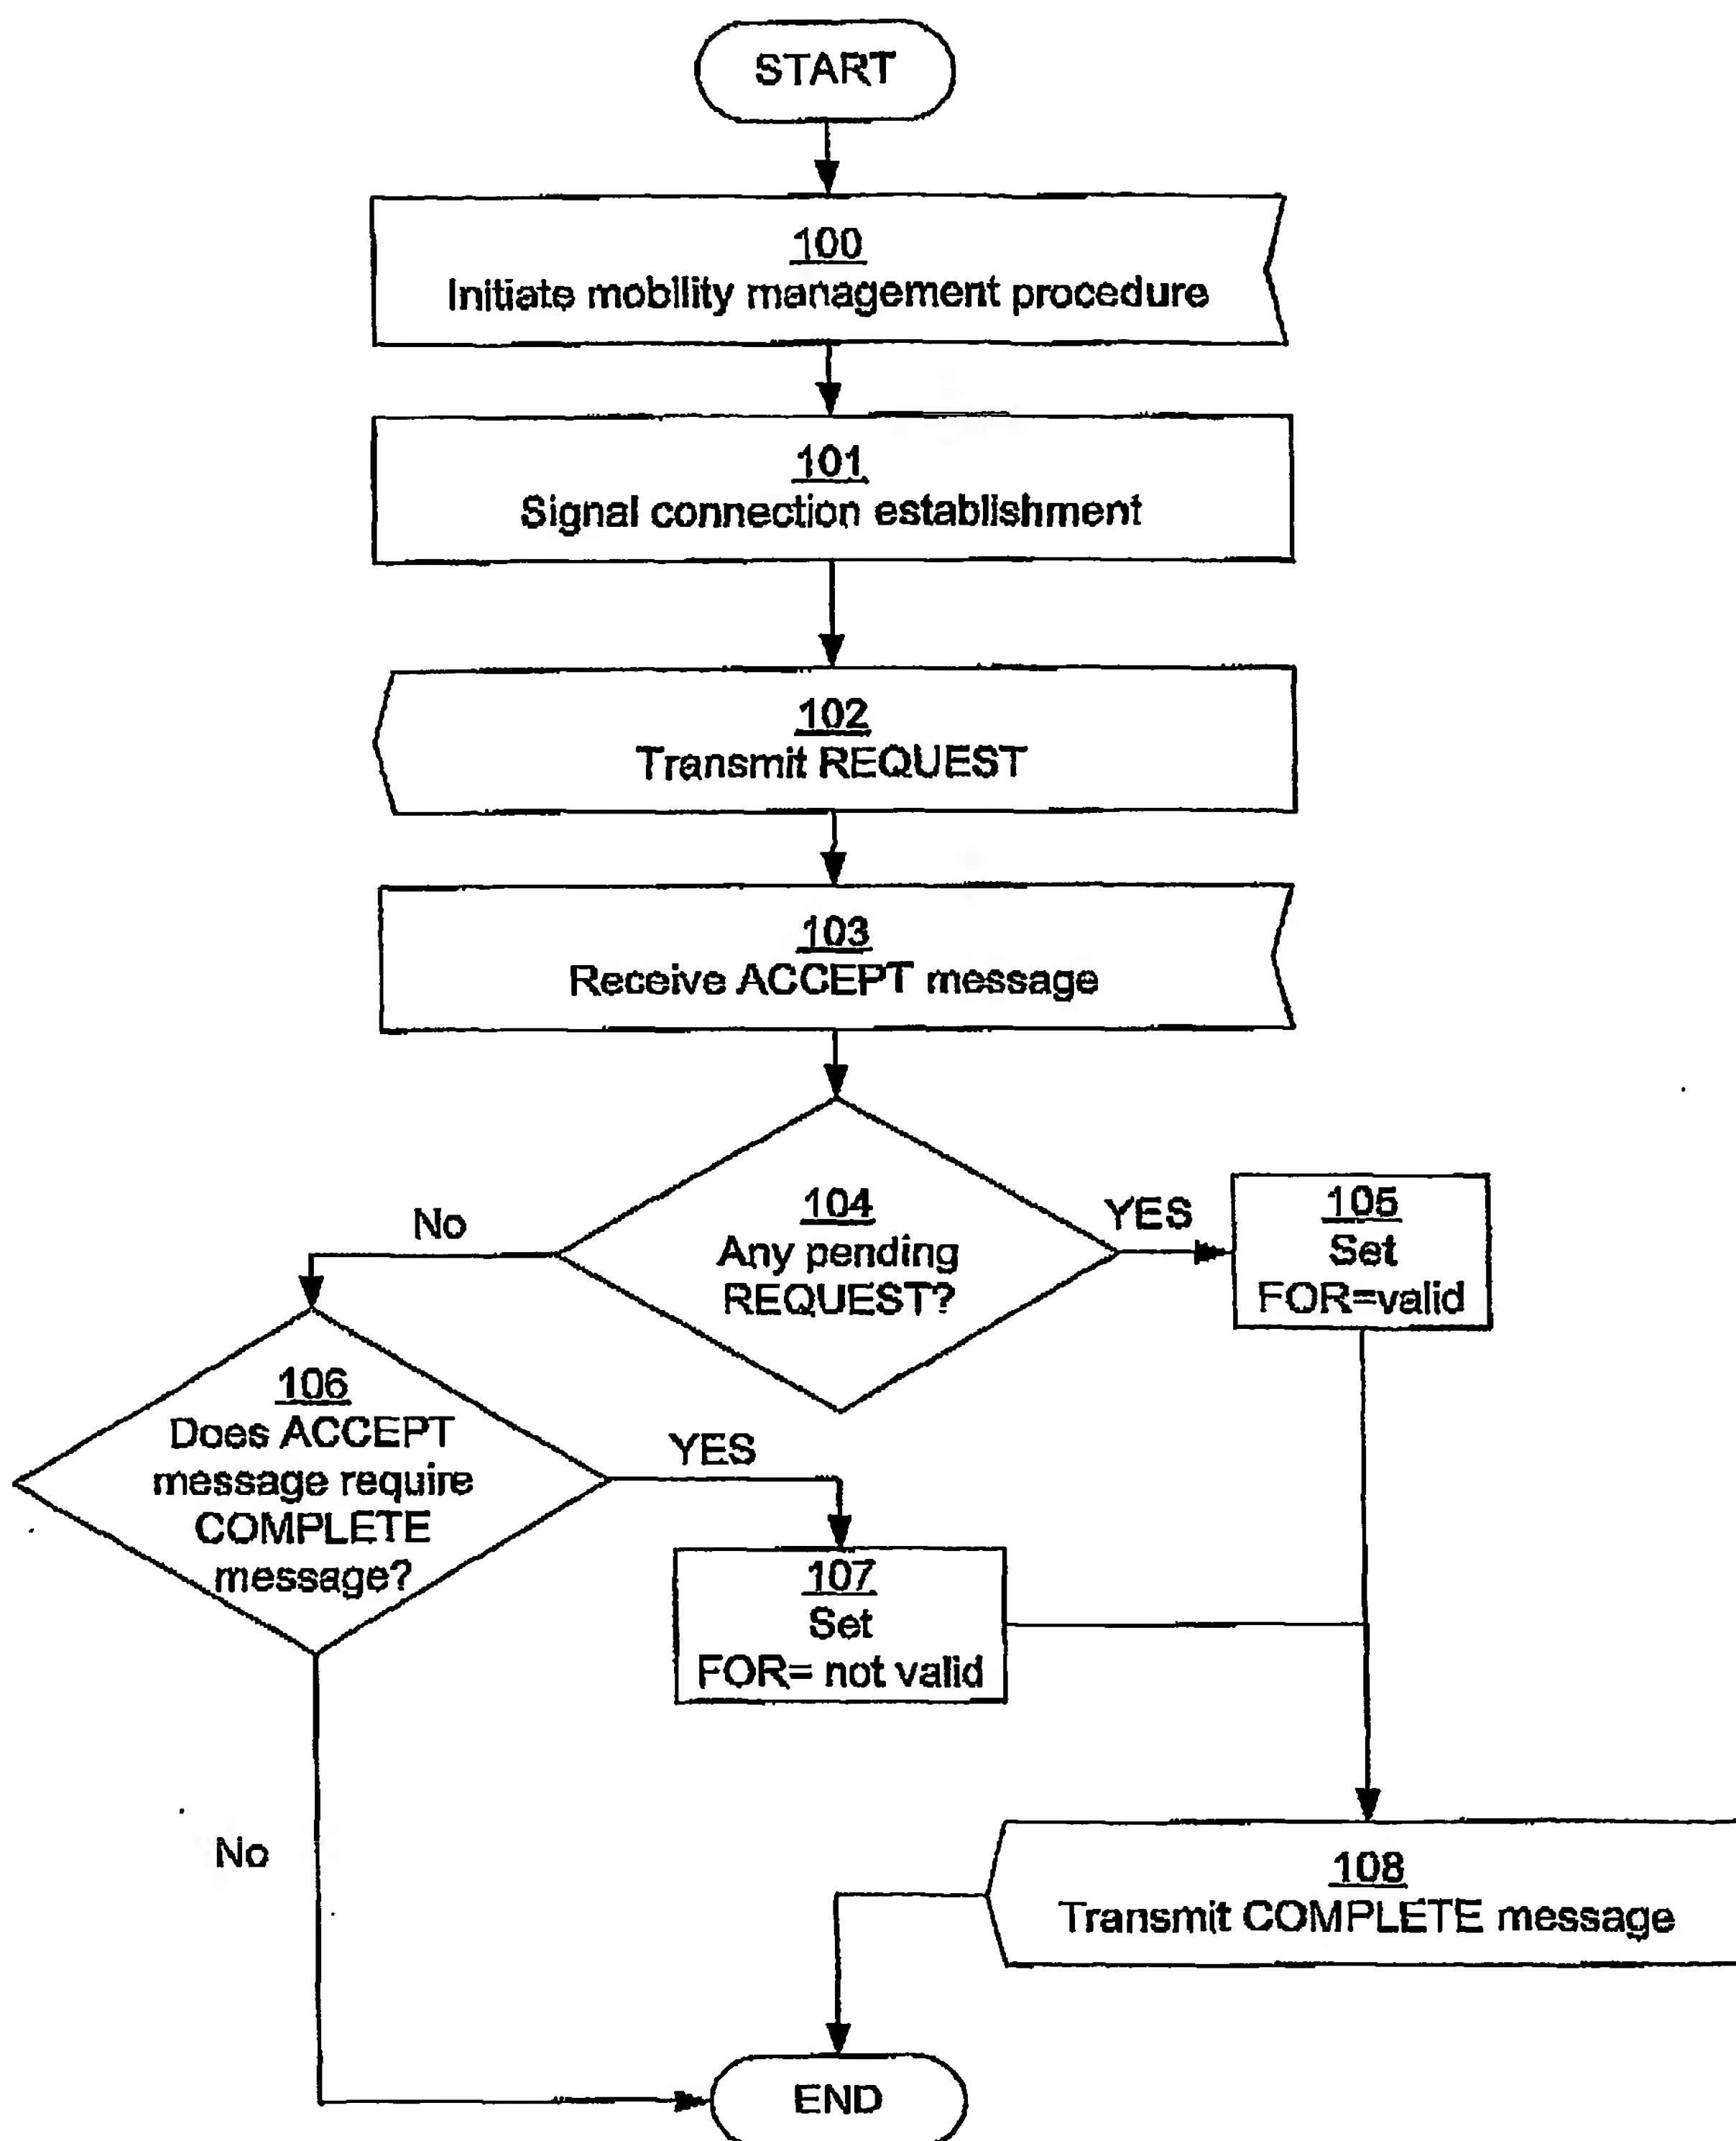 START
100
Initiate mobility management procedure
101
Signal connection establishment
102
Transmit REQUEST
103
Receive ACCEPT message
104
Any pending
REQUEST?
YES
No
105
Set
FOR=valid
106
Does ACCEPT
message require
COMPLETE
message?
YES
107
Set
FOR= not valid
No
108
Transmit COMPLETE message
END